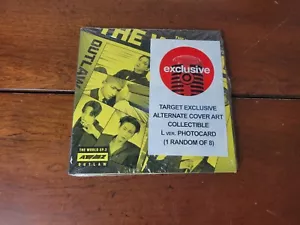 THE W
OUTLAW
exclusive
TARGET EXCLUSIVE
ALTERNATE COVER ART
COLLECTIBLE
L VER. PHOTOCARD
(1 RANDOM OF 8)
THE WORLD EP.2
ATEEZ
OUTLAW